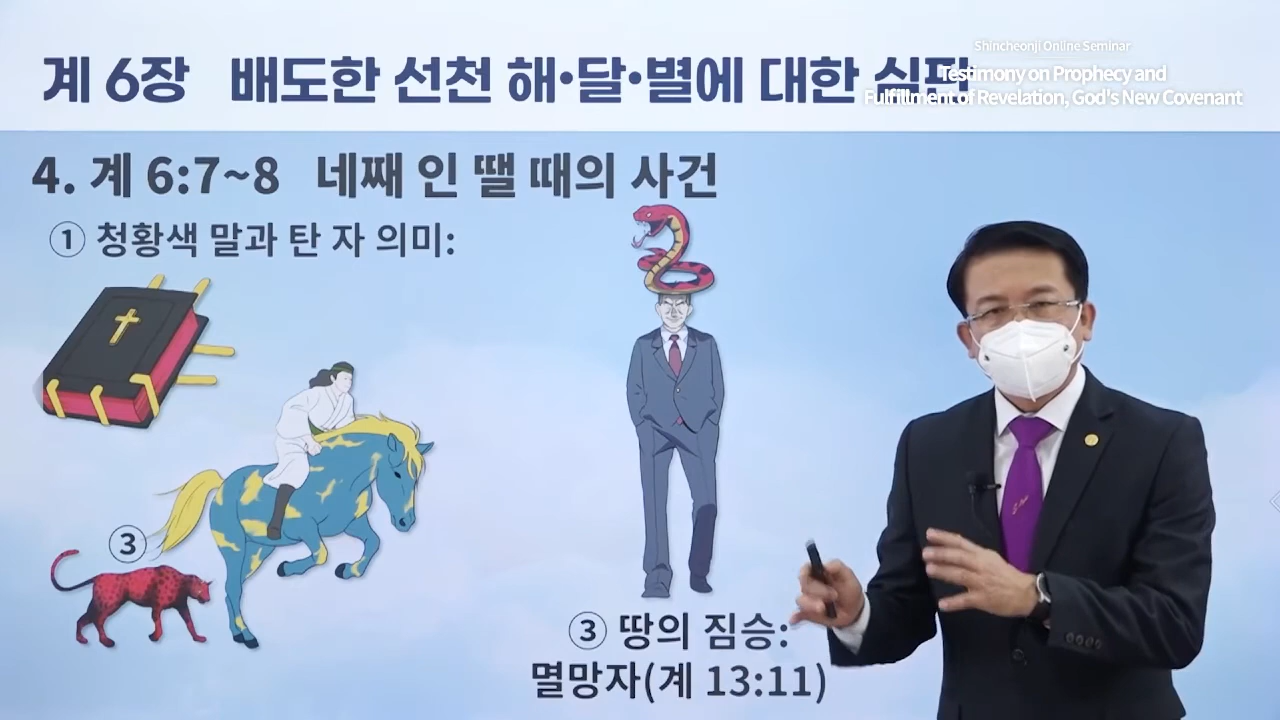 Shincheonji Online Seminar
계 6장 배도한 선천 해·달·별에 대한 심판
Testimony on Prophecy and
Fulfillment of Revelation, God's New Covenant
4. 계 6:7~8 네째 인 뗄 때의 사건
① 청황색 말과 탄 자 의미:
③
③ 땅의 짐승:
멸망자(계 13:11)